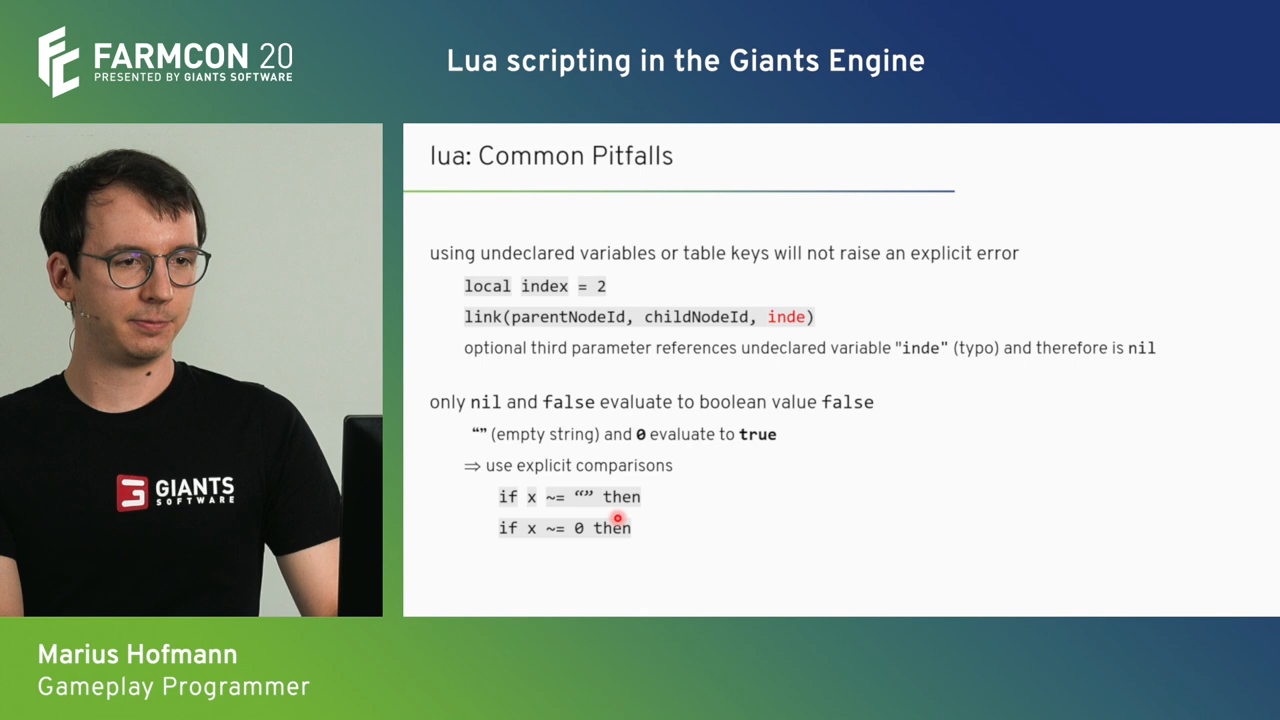 FARMCON 20
PRESENTED BY GIANTS SOFTWARE
Lua scripting in the Giants Engine
lua: Common Pitfalls
using undeclared variables or table keys will not raise an explicit error
local index = 2
link(parentNodeId, childNodeId, inde)
optional third parameter references undeclared variable "inde" (typo) and therefore is nil
only nil and false evaluate to boolean value false
“” (empty string) and 0 evaluate to true
⇒ use explicit comparisons
if x ~= “” then
if x ~= 0 then
GIANTS
SOFTWARE
Marius Hofmann
Gameplay Programmer